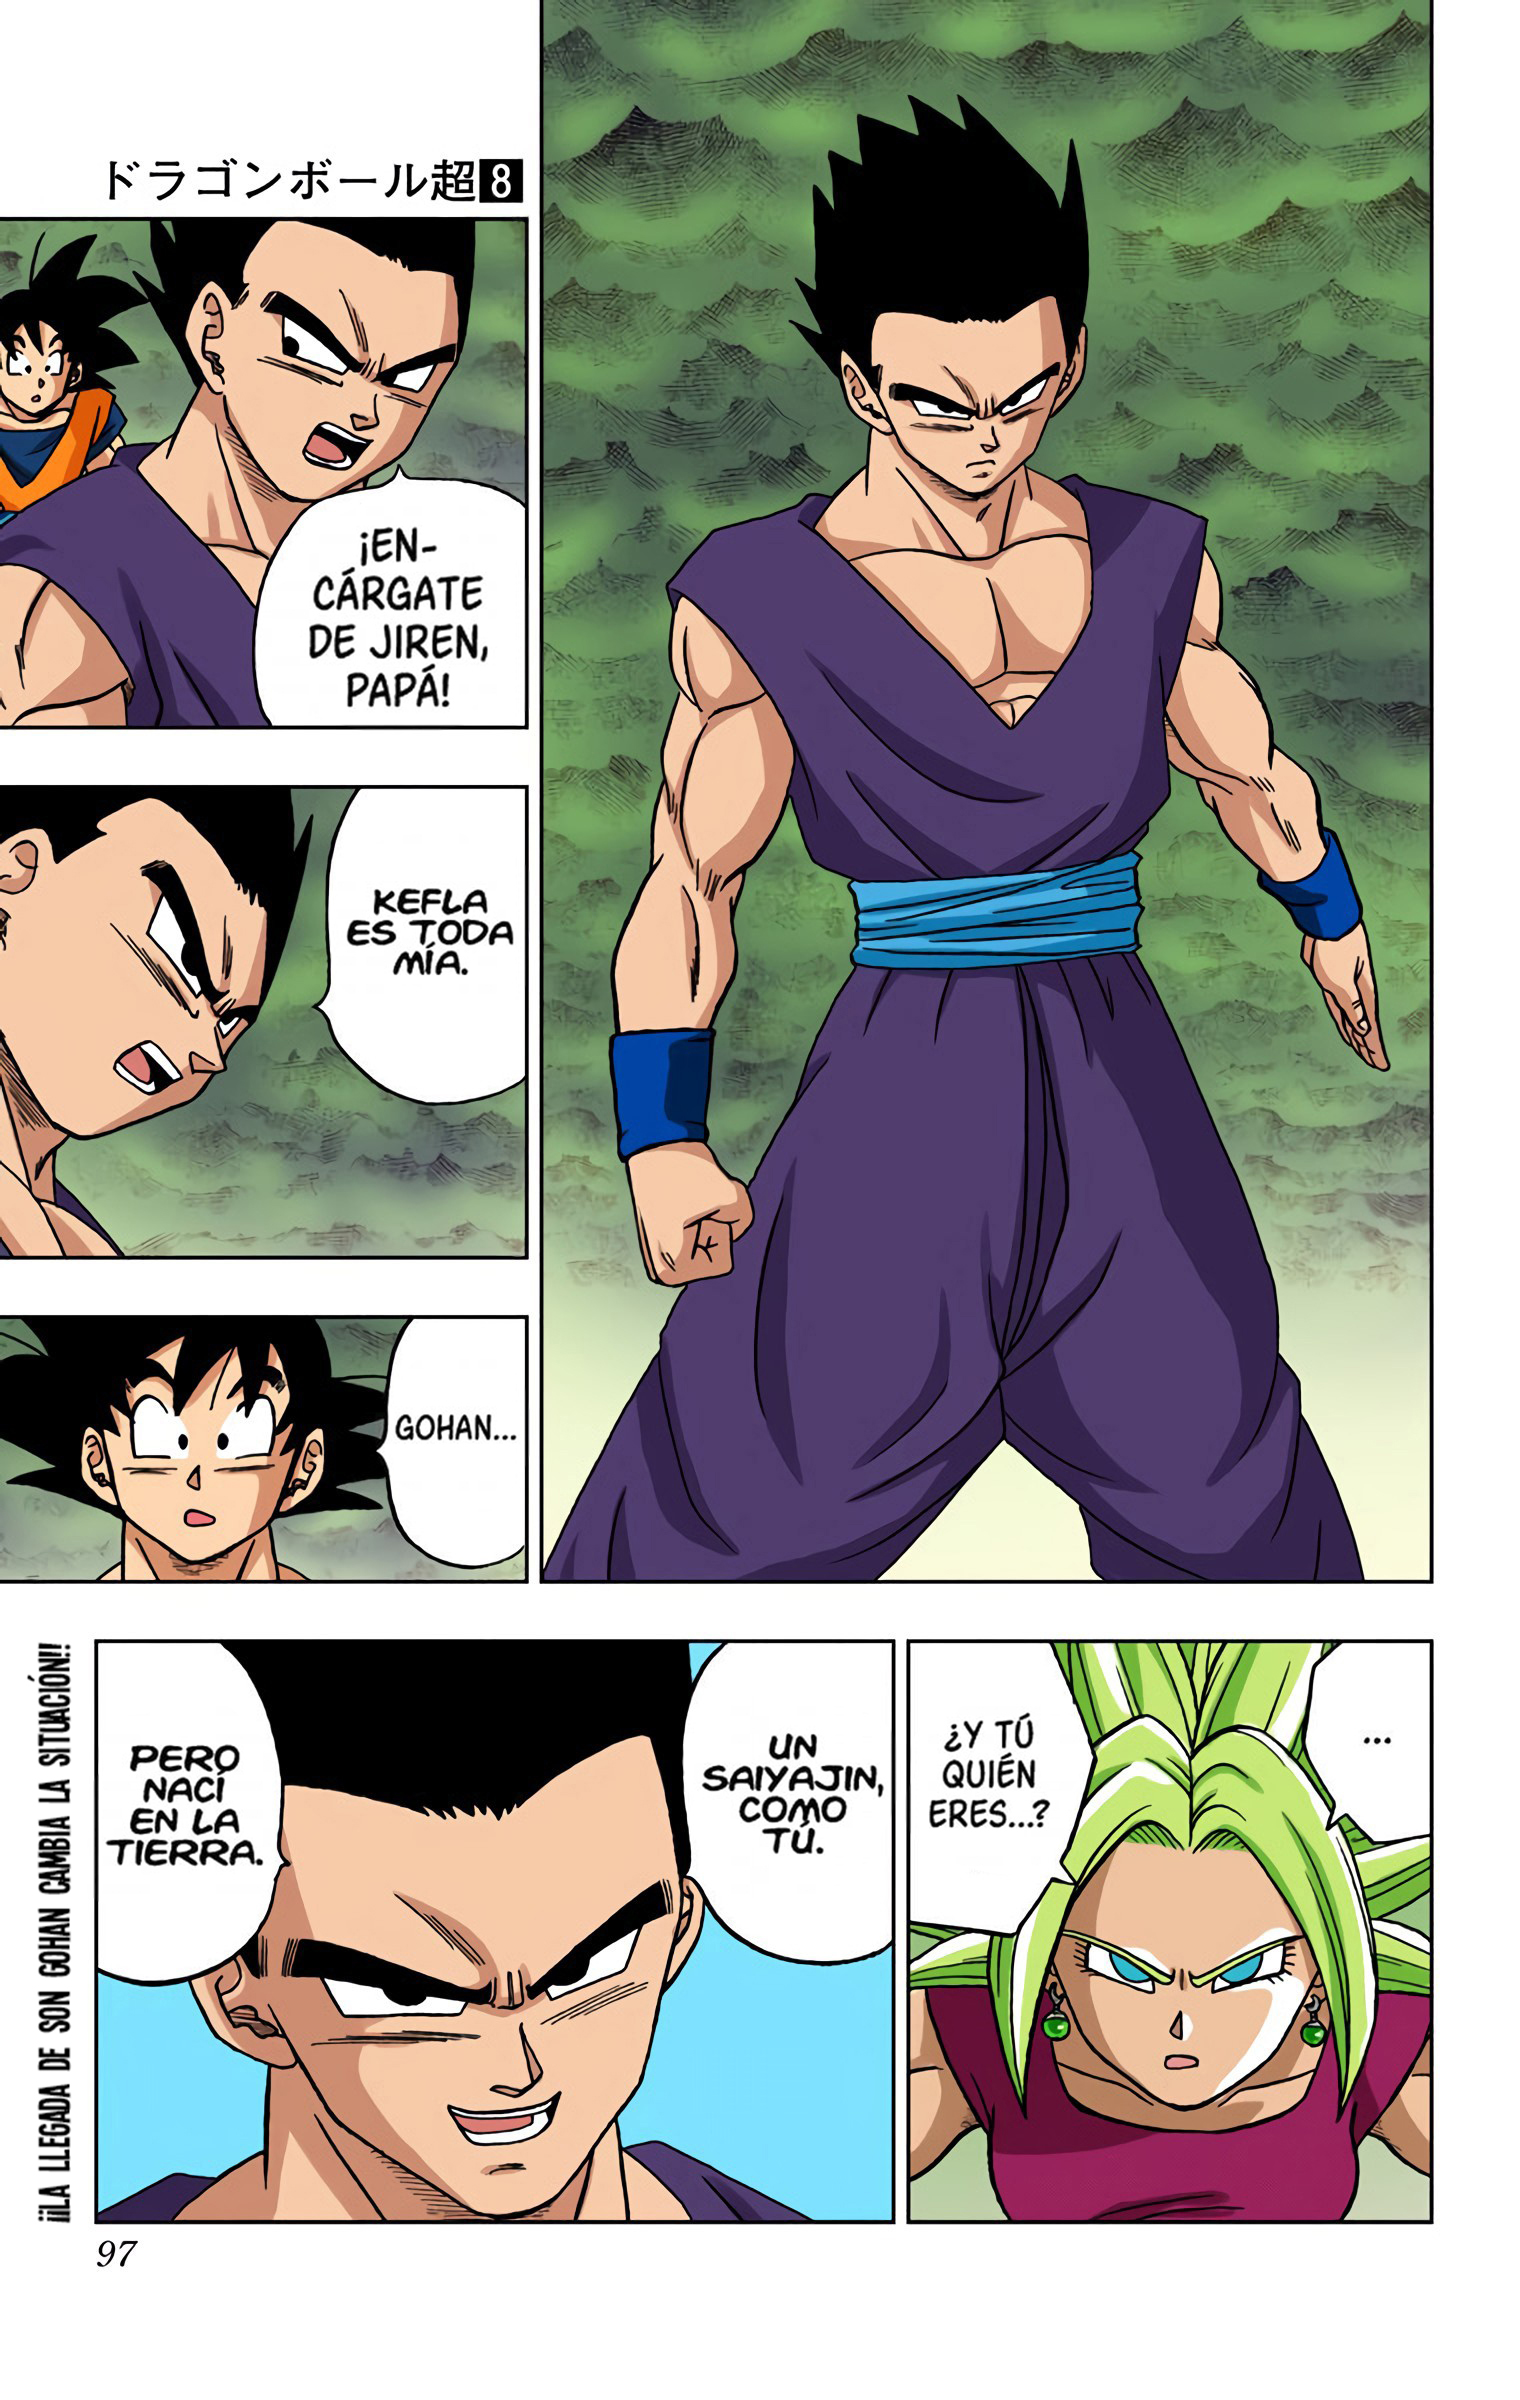 ドラゴンボール超8
¡EN-
CÁRGATE
DE JIREN,
PAPÁ!
KEFLA
ES TODA
MÍA.
GOHAN...
...
¿Y TÚ
QUIÉN
ERES...?
UN
SAIYAJIN,
COMO
TÚ.
PERO
NACÍ
EN LA
TIERRA.
¡¡LA LLEGADA DE SON GOHAN CAMBIA LA SITUACIÓN!!
97